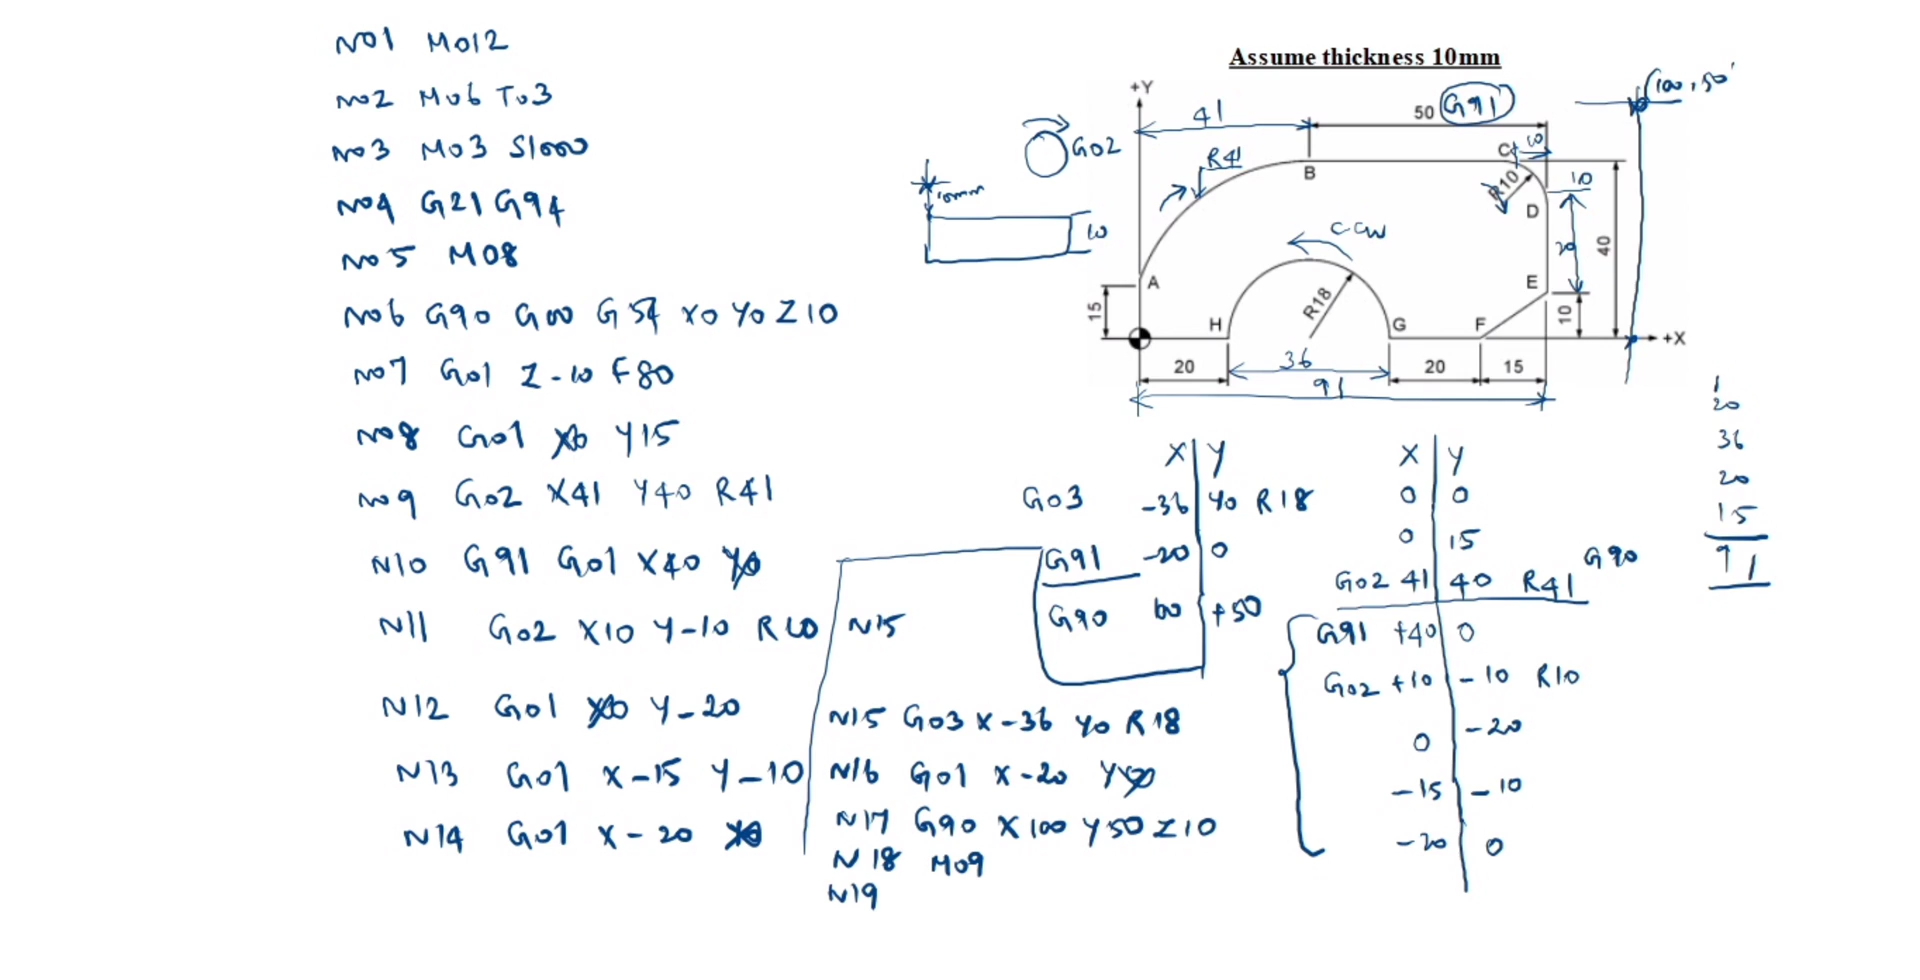 N01 M012
N02 M06 T03
N03 M03 S1000
N04 G21 G94
N05 M08
N06 G90 G00 G54 X0 Y0 Z10
N07 G01 Z-10 F80
N08 G01 X0 Y15
N09 G02 X41 Y40 R41
N10 G91 G01 X40 Y0
N11 G02 X10 Y-10 R10
N12 G01 X0 Y-20
N13 G01 X-15 Y-10
N14 G01 X-20
N15
N15 G03 X-36 Y0 R18
N16 G01 X-20
N17 G90 X100 Y50 Z10
N18 M09
N19
Assume thickness 10mm
+Y
41
50 G91
100, 50
G02
R41
B
C
10
R10
10
10mm
10
D
CCW
20
40
A
E
15
R18
10
H
G
F
+X
20
36
20
15
91
X Y
G03 -36 Y0 R18
G91 -20 0
G90 +50
X Y
0 0
0 15
G02 41 40 R41 G90
G91 +40 0
G02 +10 -10 R10
0 -20
-15 -10
-20 0
1
20
36
20
15
91